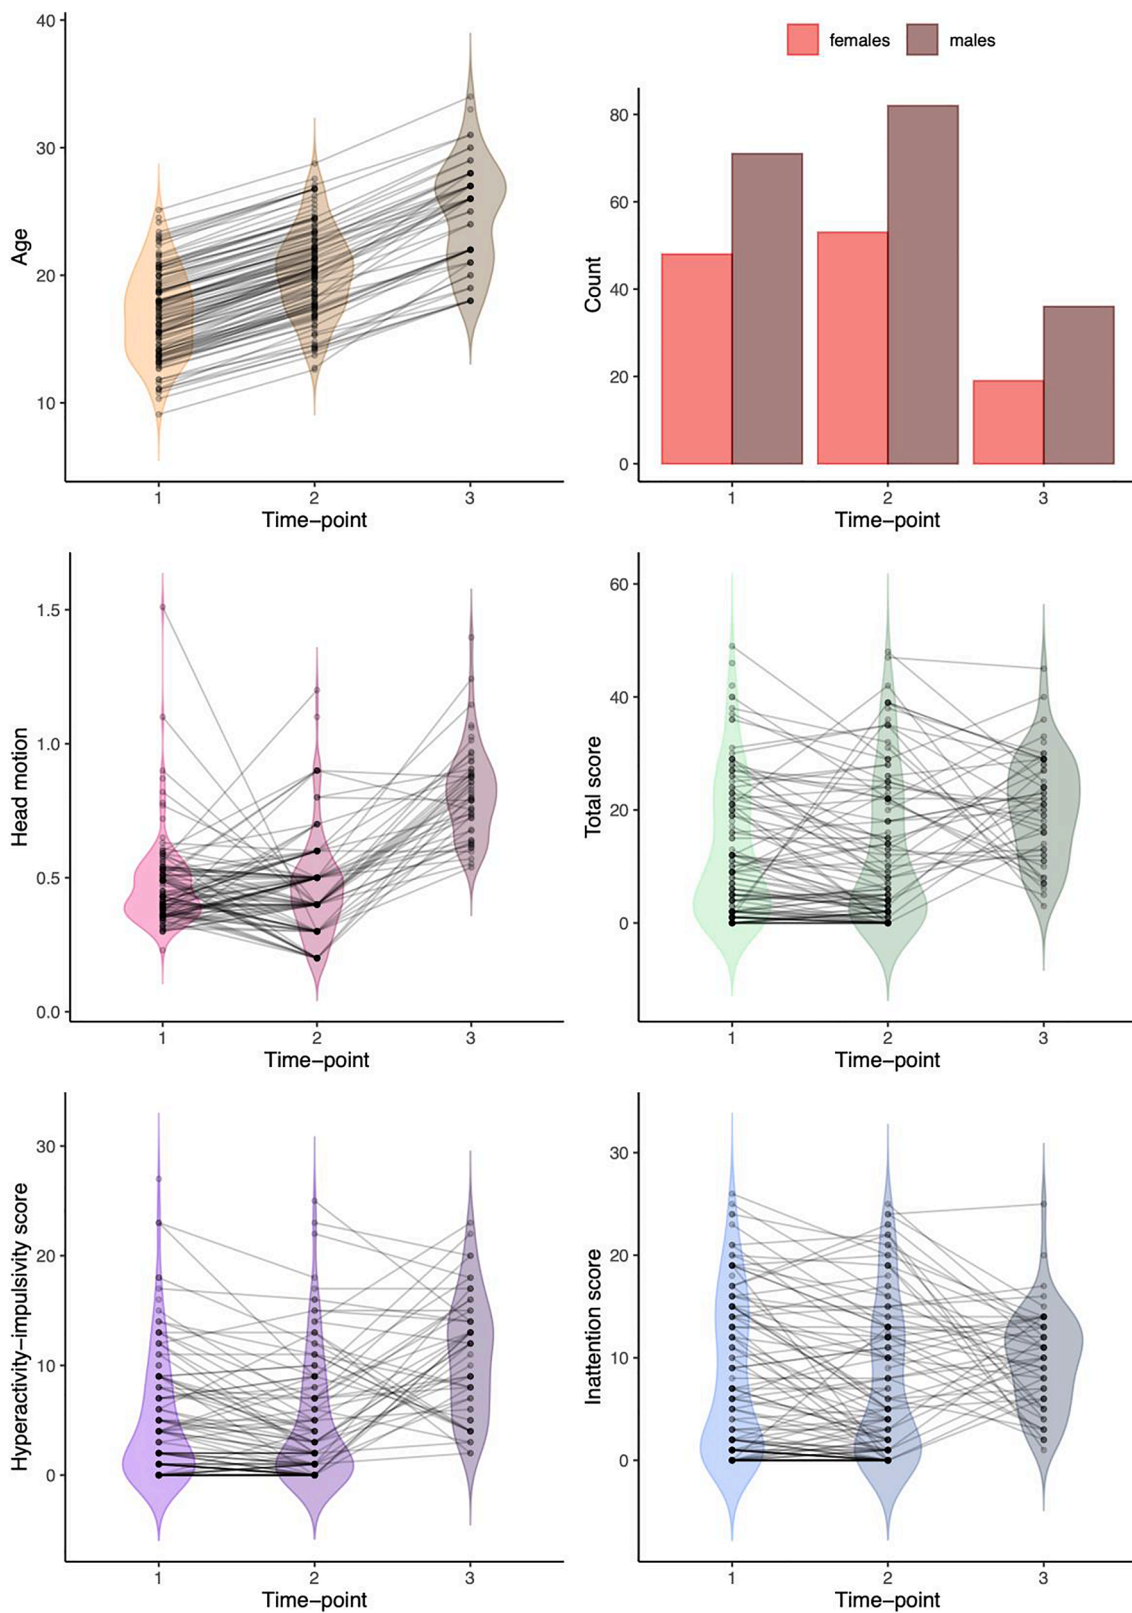 40
30
20
10
Age
1 2 3
Time-point
females males
80
60
40
20
0
Count
1 2 3
Time-point
1.5
1.0
0.5
0.0
Head motion
1 2 3
Time-point
60
40
20
0
Total score
1 2 3
Time-point
30
20
10
0
Hyperactivity-impulsivity score
1 2 3
Time-point
30
20
10
0
Inattention score
1 2 3
Time-point